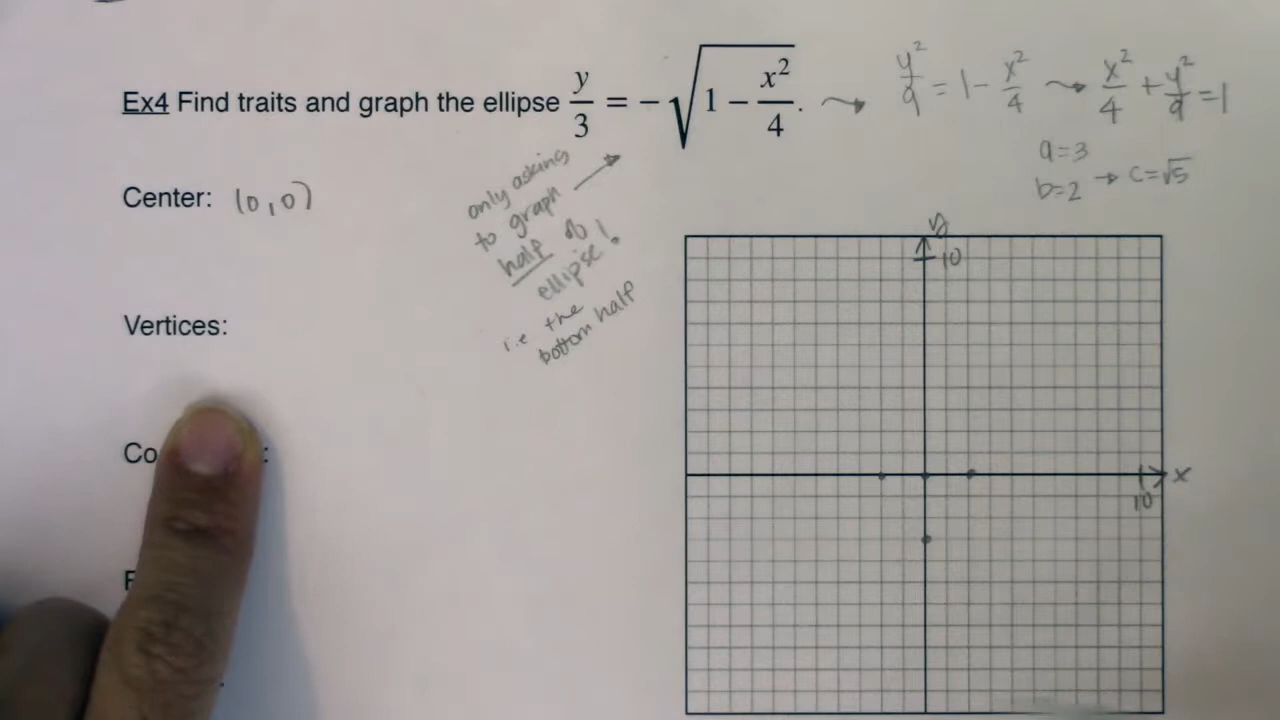 Ex4 Find traits and graph the ellipse y/3 = -√(1 - x²/4). ⇝ y²/9 = 1 - x²/4 ⇝ x²/4 + y²/9 = 1
a=3
b=2 → c=√5
Center: (0,0)
only asking
to graph
half of
ellipse!
i.e the
bottom half
Vertices:
y
10
x
10